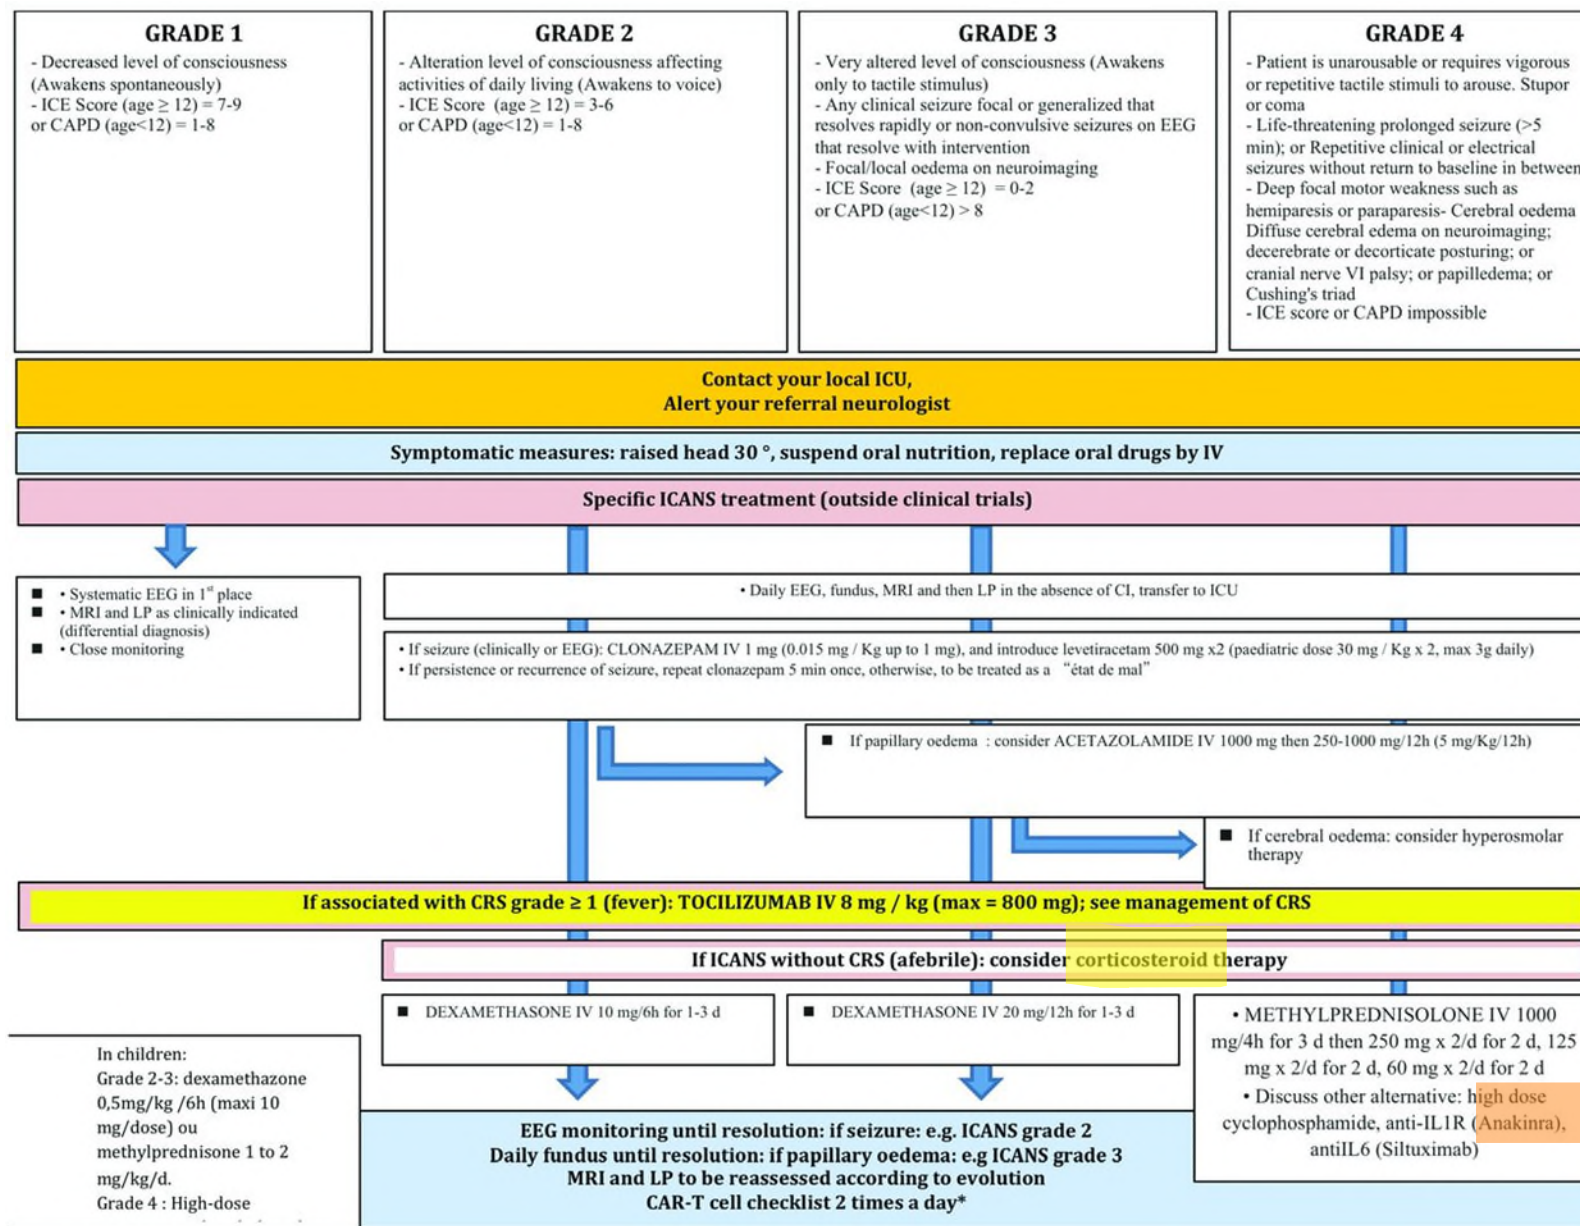 GRADE 1
- Decreased level of consciousness
(Awakens spontaneously)
- ICE Score (age ≥ 12) = 7-9
or CAPD (age<12) = 1-8
GRADE 2
- Alteration level of consciousness affecting
activities of daily living (Awakens to voice)
- ICE Score (age ≥ 12) = 3-6
or CAPD (age<12) = 1-8
GRADE 3
- Very altered level of consciousness (Awakens
only to tactile stimulus)
- Any clinical seizure focal or generalized that
resolves rapidly or non-convulsive seizures on EEG
that resolve with intervention
- Focal/local oedema on neuroimaging
- ICE Score (age ≥ 12) = 0-2
or CAPD (age<12) > 8
GRADE 4
- Patient is unarousable or requires vigorous
or repetitive tactile stimuli to arouse. Stupor
or coma
- Life-threatening prolonged seizure (>5
min); or Repetitive clinical or electrical
seizures without return to baseline in between
- Deep focal motor weakness such as
hemiparesis or paraparesis- Cerebral oedema
Diffuse cerebral edema on neuroimaging;
decerebrate or decorticate posturing; or
cranial nerve VI palsy; or papilledema; or
Cushing's triad
- ICE score or CAPD impossible
Contact your local ICU,
Alert your referral neurologist
Symptomatic measures: raised head 30 °, suspend oral nutrition, replace oral drugs by IV
Specific ICANS treatment (outside clinical trials)
■ • Systematic EEG in 1st place
■ • MRI and LP as clinically indicated
(differential diagnosis)
■ • Close monitoring
• Daily EEG, fundus, MRI and then LP in the absence of CI, transfer to ICU
• If seizure (clinically or EEG): CLONAZEPAM IV 1 mg (0.015 mg / Kg up to 1 mg), and introduce levetiracetam 500 mg x2 (paediatric dose 30 mg / Kg x 2, max 3g daily)
• If persistence or recurrence of seizure, repeat clonazepam 5 min once, otherwise, to be treated as a “état de mal”
■ If papillary oedema : consider ACETAZOLAMIDE IV 1000 mg then 250-1000 mg/12h (5 mg/Kg/12h)
■ If cerebral oedema: consider hyperosmolar
therapy
If associated with CRS grade ≥ 1 (fever): TOCILIZUMAB IV 8 mg / kg (max = 800 mg); see management of CRS
If ICANS without CRS (afebrile): consider corticosteroid therapy
■ DEXAMETHASONE IV 10 mg/6h for 1-3 d
■ DEXAMETHASONE IV 20 mg/12h for 1-3 d
• METHYLPREDNISOLONE IV 1000
mg/4h for 3 d then 250 mg x 2/d for 2 d, 125
mg x 2/d for 2 d, 60 mg x 2/d for 2 d
• Discuss other alternative: high dose
cyclophosphamide, anti-IL1R (Anakinra),
antiIL6 (Siltuximab)
In children:
Grade 2-3: dexamethazone
0,5mg/kg /6h (maxi 10
mg/dose) ou
methylprednisone 1 to 2
mg/kg/d.
Grade 4 : High-dose
EEG monitoring until resolution: if seizure: e.g. ICANS grade 2
Daily fundus until resolution: if papillary oedema: e.g ICANS grade 3
MRI and LP to be reassessed according to evolution
CAR-T cell checklist 2 times a day*